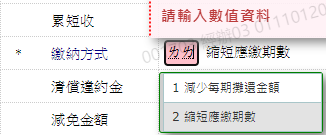 累短收
請輸入數值資料
* 繳納方式 ㄌㄌ 縮短應繳期數
清償違約金
1 減少每期攤還金額
減免金額
2 縮短應繳期數